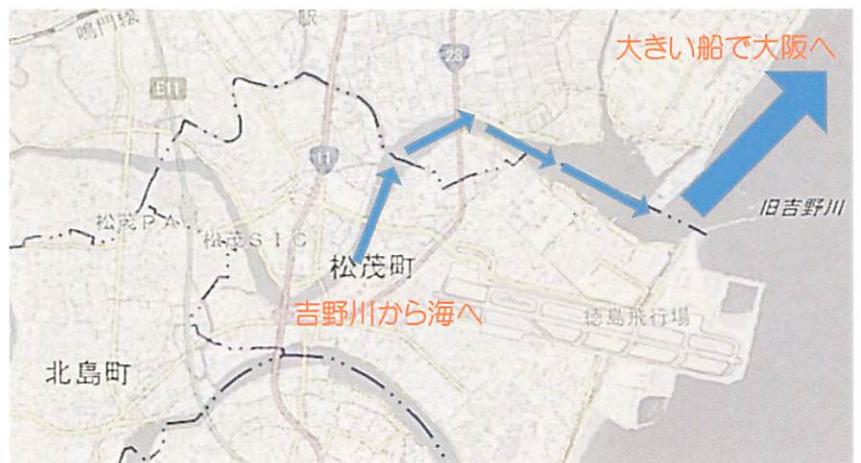 鳴門線
駅
28
大きい船で大阪へ
E11
11
旧吉野川
松茂PA
松茂SIC
松茂町
吉野川から海へ
徳島飛行場
北島町